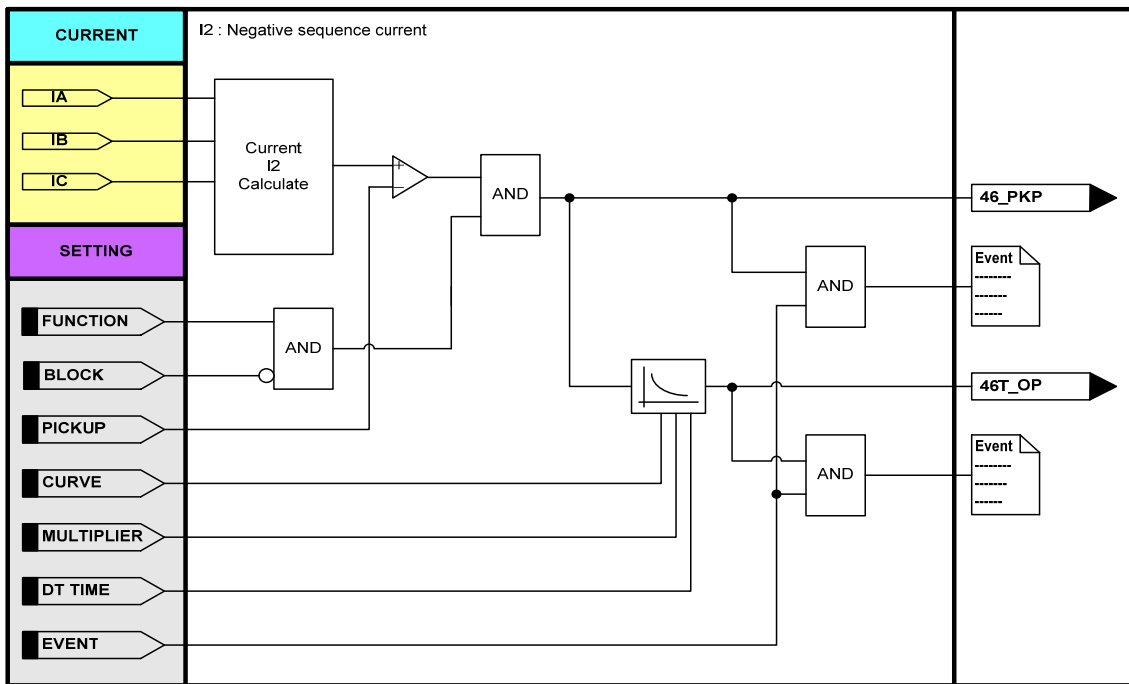 CURRENT
I2 : Negative sequence current
IA
IB
IC
Current
I2
Calculate
+
−
AND
46_PKP
SETTING
Event
--------
-------
------
AND
FUNCTION
AND
BLOCK
46T_OP
PICKUP
Event
--------
-------
------
AND
CURVE
MULTIPLIER
DT TIME
EVENT